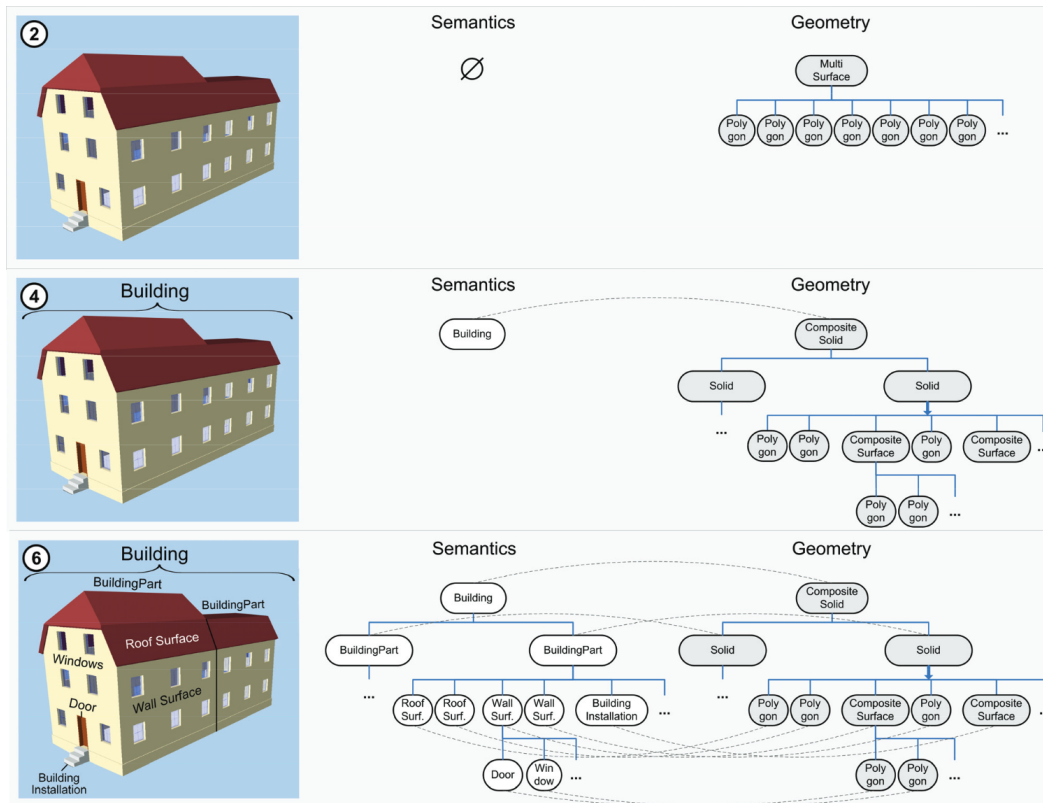 2
Semantics
Geometry
∅
Multi
Surface
Poly
gon
Poly
gon
Poly
gon
Poly
gon
Poly
gon
Poly
gon
Poly
gon
...
4
Building
Semantics
Geometry
Building
Composite
Solid
Solid
Solid
...
Poly
gon
Poly
gon
Composite
Surface
Poly
gon
Composite
Surface
...
Poly
gon
Poly
gon
...
6
Building
BuildingPart
BuildingPart
Roof Surface
Windows
Wall Surface
Door
Building
Installation
Semantics
Geometry
Building
Composite
Solid
BuildingPart
BuildingPart
Solid
Solid
...
Roof
Surf.
Roof
Surf.
Wall
Surf.
Wall
Surf.
Building
Installation
...
...
Poly
gon
Poly
gon
Composite
Surface
Poly
gon
Composite
Surface
...
Door
Win
dow
...
Poly
gon
Poly
gon
...